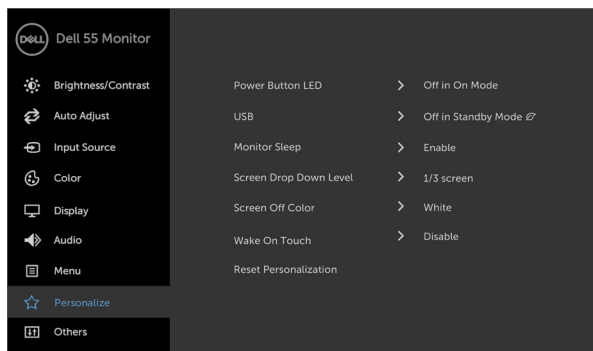 DELL Dell 55 Monitor
Brightness/Contrast
Auto Adjust
Input Source
Color
Display
Audio
Menu
Personalize
Others
Power Button LED > Off in On Mode
USB > Off in Standby Mode
Monitor Sleep > Enable
Screen Drop Down Level > 1/3 screen
Screen Off Color > White
Wake On Touch > Disable
Reset Personalization